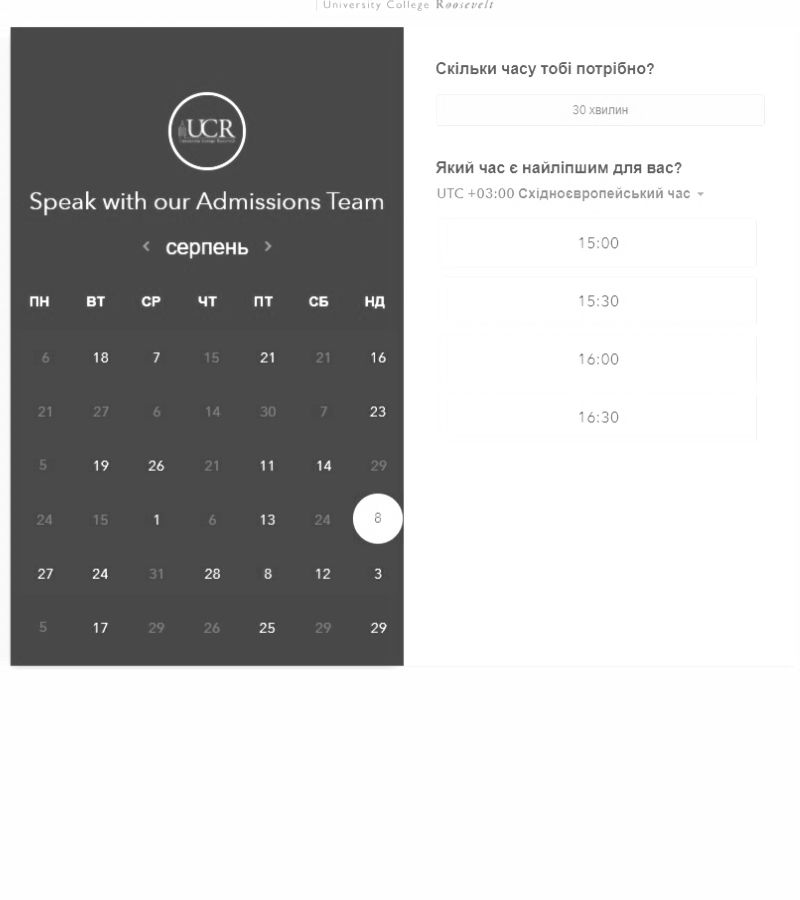 University College Roosevelt
UCR
Speak with our Admissions Team
серпень
ПН ВТ СР ЧТ ПТ СБ НД
6 18 7 15 21 21 16
21 27 6 14 30 7 23
5 19 26 21 11 14 29
24 15 1 6 13 24 8
27 24 31 28 8 12 3
5 17 29 26 25 29 29
Скільки часу тобі потрібно?
30 хвилин
Який час є найліпшим для вас?
UTC +03:00 Східноєвропейський час
15:00
15:30
16:00
16:30